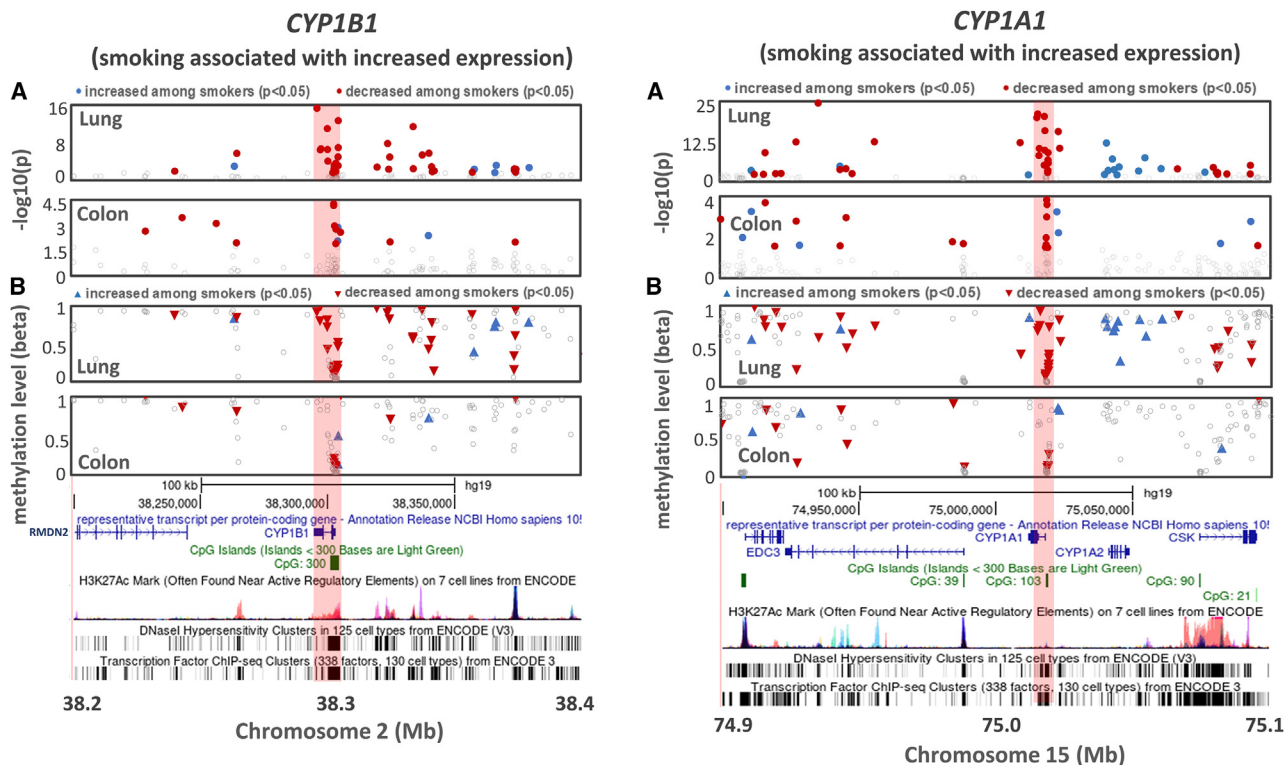 CYP1B1
(smoking associated with increased expression)
A
increased among smokers (p<0.05) decreased among smokers (p<0.05)
-log10(p)
16
8
0
Lung
4.5
3
1.5
0
Colon
B
increased among smokers (p<0.05) decreased among smokers (p<0.05)
methylation level (beta)
1
0.5
0
Lung
1
0.5
0
Colon
100 kb hg19
38,250,000 38,300,000 38,350,000
representative transcript per protein-coding gene - Annotation Release NCBI Homo sapiens 10
RMDN2 CYP1B1
CpG Islands (Islands < 300 Bases are Light Green)
CpG: 300
H3K27Ac Mark (Often Found Near Active Regulatory Elements) on 7 cell lines from ENCODE
DNaseI Hypersensitivity Clusters in 125 cell types from ENCODE (V3)
Transcription Factor ChIP-seq Clusters (338 factors, 130 cell types) from ENCODE 3
38.2 38.3 38.4
Chromosome 2 (Mb)
CYP1A1
(smoking associated with increased expression)
A
increased among smokers (p<0.05) decreased among smokers (p<0.05)
-log10(p)
25
12.5
0
Lung
4
2
0
Colon
B
increased among smokers (p<0.05) decreased among smokers (p<0.05)
methylation level (beta)
1
0.5
0
Lung
1
0.5
0
Colon
100 kb hg19
74,950,000 75,000,000 75,050,000
representative transcript per protein-coding gene - Annotation Release NCBI Homo sapiens 10
CYP1A1 CSK
EDC3 CYP1A2
CpG Islands (Islands < 300 Bases are Light Green)
CpG: 39 CpG: 103 CpG: 90
CpG: 21
H3K27Ac Mark (Often Found Near Active Regulatory Elements) on 7 cell lines from ENCODE
DNaseI Hypersensitivity Clusters in 125 cell types from ENCODE (V3)
Transcription Factor ChIP-seq Clusters (338 factors, 130 cell types) from ENCODE 3
74.9 75.0 75.1
Chromosome 15 (Mb)